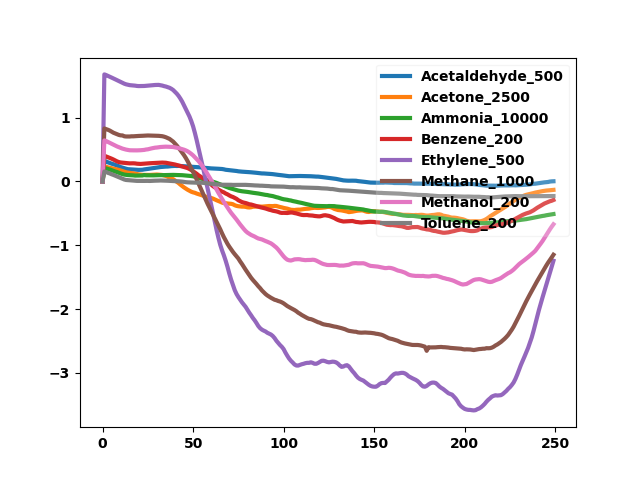 Acetaldehyde_500
Acetone_2500
Ammonia_10000
Benzene_200
Ethylene_500
Methane_1000
Methanol_200
Toluene_200
1
0
−1
−2
−3
0 50 100 150 200 250